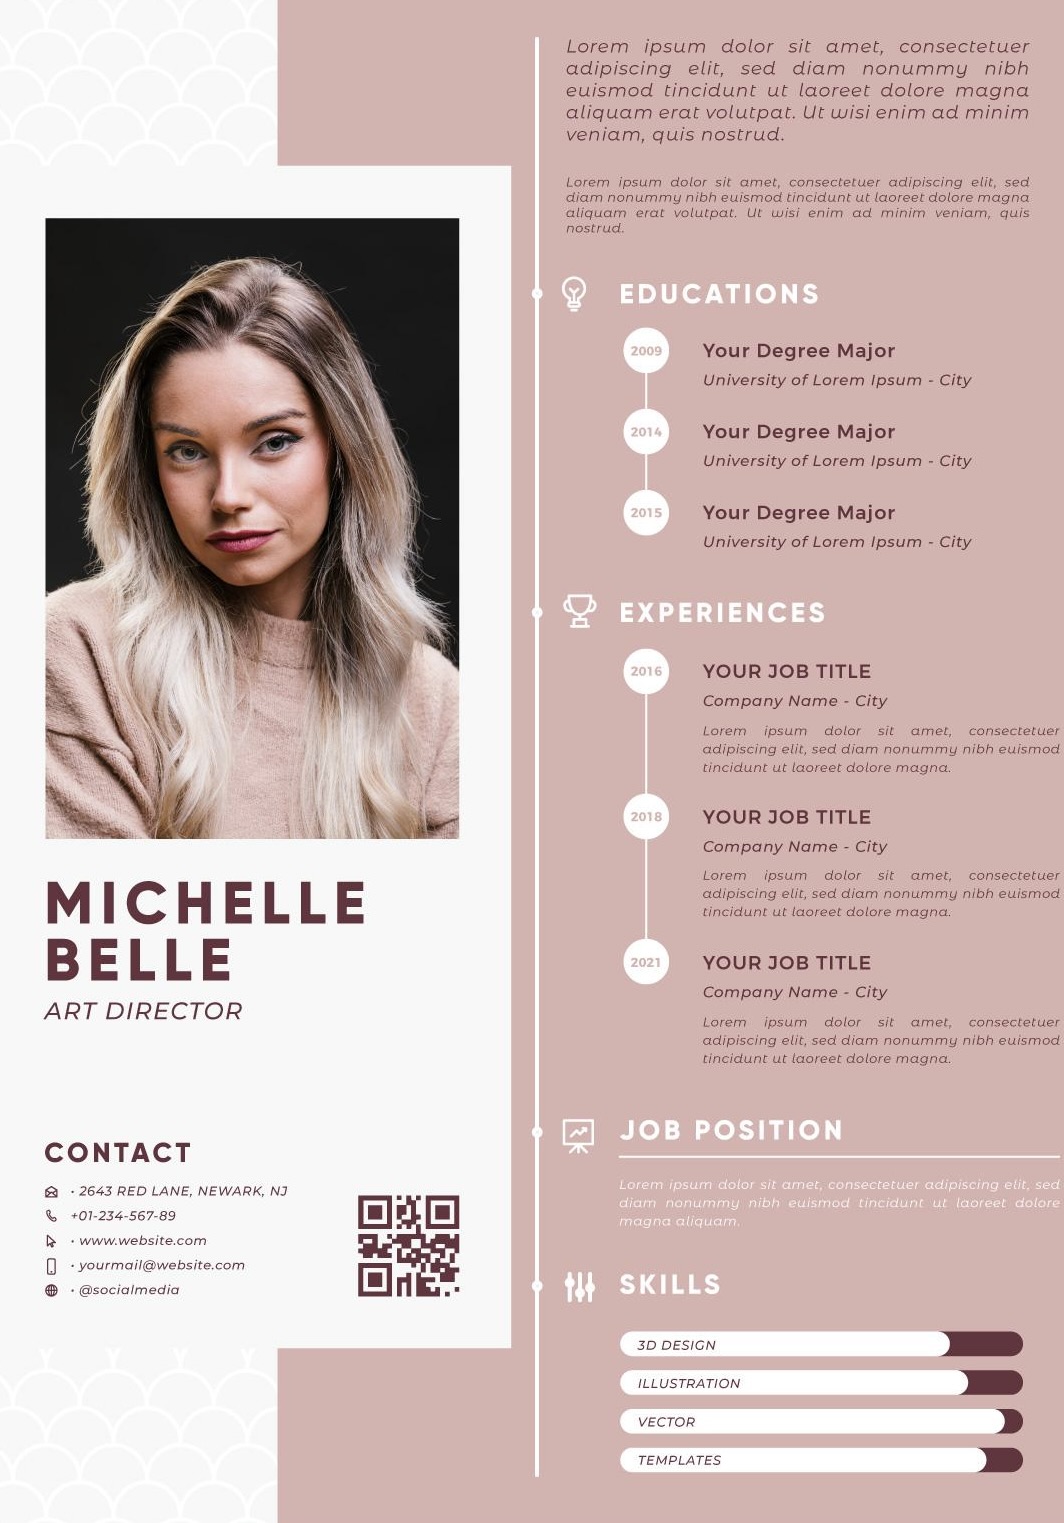 MICHELLE
BELLE
ART DIRECTOR
CONTACT
• 2643 RED LANE, NEWARK, NJ
+01-234-567-89
• www.website.com
• yourmail@website.com
• @socialmedia
Lorem ipsum dolor sit amet, consectetuer
adipiscing elit, sed diam nonummy nibh
euismod tincidunt ut laoreet dolore magna
aliquam erat volutpat. Ut wisi enim ad minim
veniam, quis nostrud.
Lorem ipsum dolor sit amet, consectetuer adipiscing elit, sed
diam nonummy nibh euismod tincidunt ut laoreet dolore magna
aliquam erat volutpat. Ut wisi enim ad minim veniam, quis
nostrud.
EDUCATIONS
2009 Your Degree Major
University of Lorem Ipsum - City
2014 Your Degree Major
University of Lorem Ipsum - City
2015 Your Degree Major
University of Lorem Ipsum - City
EXPERIENCES
2016 YOUR JOB TITLE
Company Name - City
Lorem ipsum dolor sit amet, consectetuer
adipiscing elit, sed diam nonummy nibh euismod
tincidunt ut laoreet dolore magna.
2018 YOUR JOB TITLE
Company Name - City
Lorem ipsum dolor sit amet, consectetuer
adipiscing elit, sed diam nonummy nibh euismod
tincidunt ut laoreet dolore magna.
2021 YOUR JOB TITLE
Company Name - City
Lorem ipsum dolor sit amet, consectetuer
adipiscing elit, sed diam nonummy nibh euismod
tincidunt ut laoreet dolore magna.
JOB POSITION
Lorem ipsum dolor sit amet, consectetuer adipiscing elit, sed
diam nonummy nibh euismod tincidunt ut laoreet dolore
magna aliquam.
SKILLS
3D DESIGN
ILLUSTRATION
VECTOR
TEMPLATES